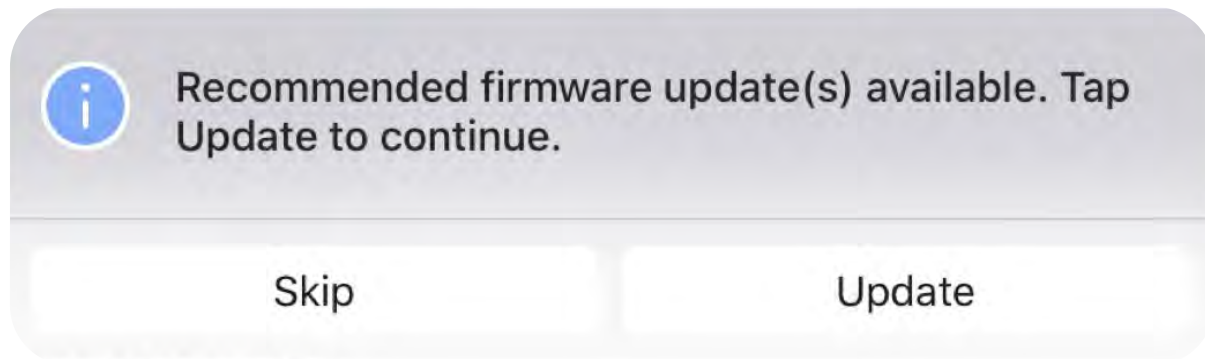 Recommended firmware update(s) available. Tap
Update to continue.
Skip
Update